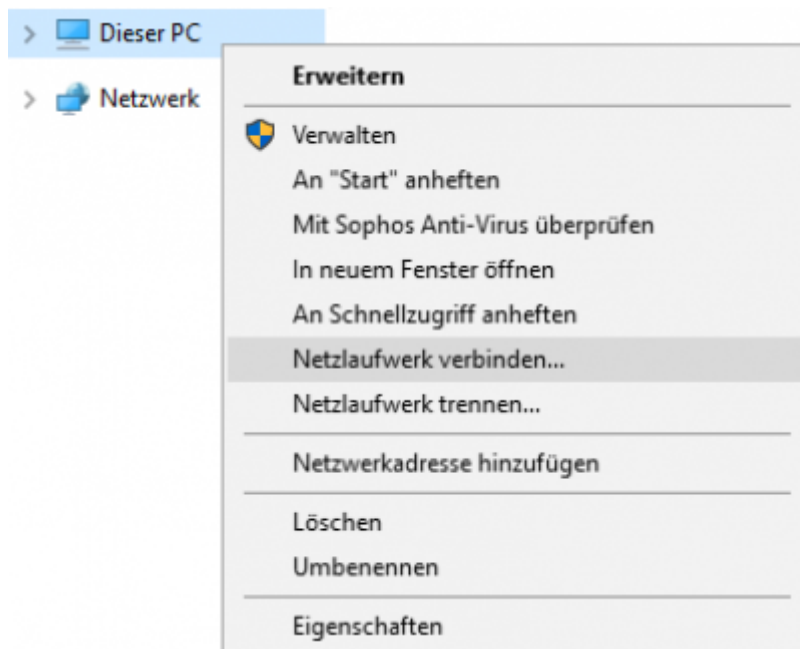 Dieser PC
Netzwerk
Erweitern
Verwalten
An "Start" anheften
Mit Sophos Anti-Virus überprüfen
In neuem Fenster öffnen
An Schnellzugriff anheften
Netzlaufwerk verbinden...
Netzlaufwerk trennen...
Netzwerkadresse hinzufügen
Löschen
Umbenennen
Eigenschaften